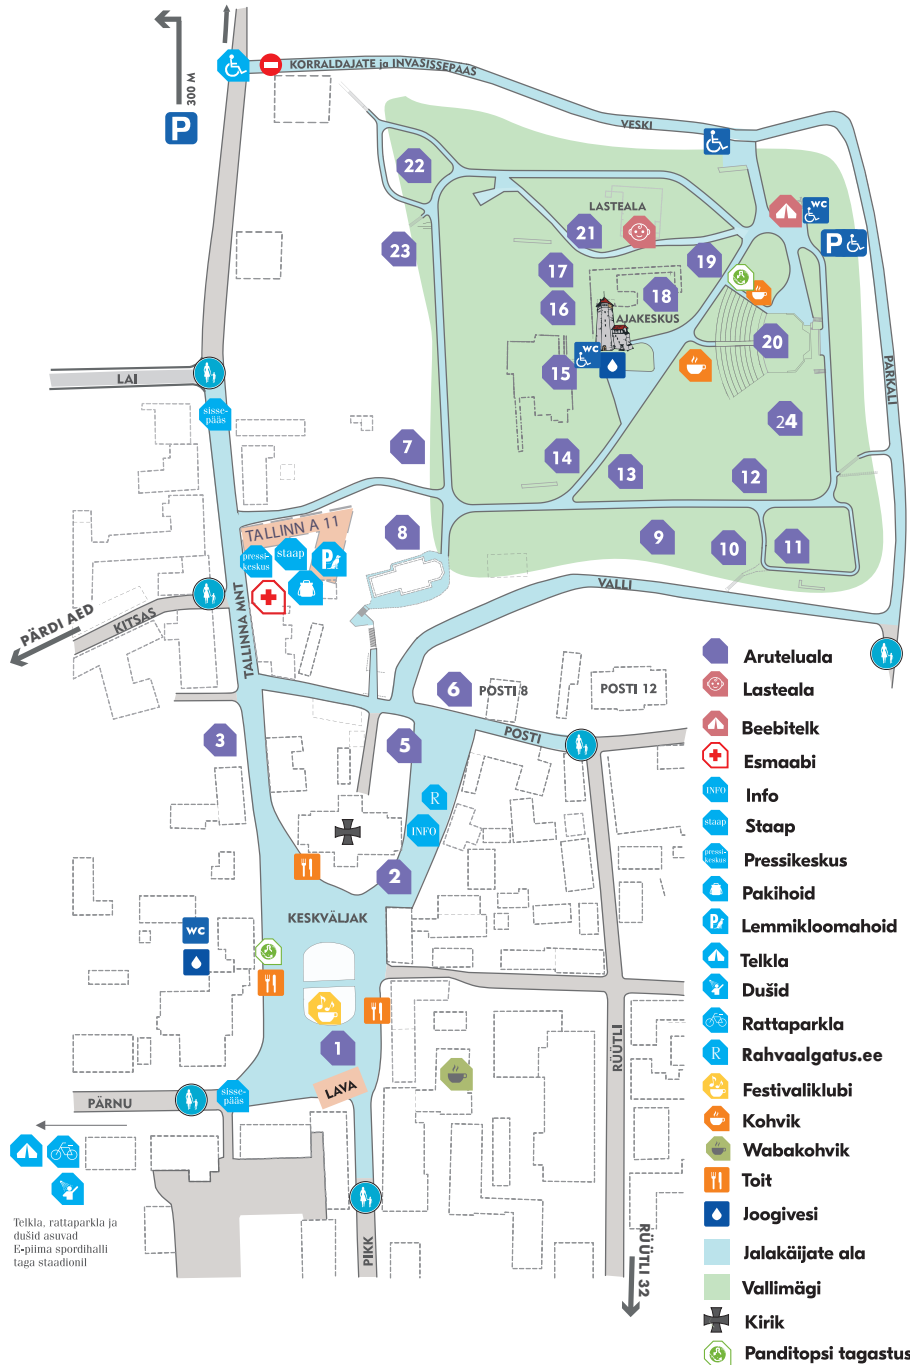 300 M
P
KORRALDAJATE ja INVASISSEPÄÄS
VESKI
WC
P
22
LASTEALA
21
23
19
17
18
16
AJAKESKUS
20
WC
15
PARKALI
LAI
sisse-
pääs
24
7
14
13
12
TALLINN A 11
8
9
10
11
pressi-
keskus
staap
P
VALLI
PÄRDI AED
KITSAS
TALLINNA MNT
6
POSTI 8
POSTI 12
3
5
POSTI
R
INFO
2
KESKVÄLJAK
WC
1
LAVA
RÜÜTLI
PÄRNU
sisse-
pääs
PIKK
RÜÜTLI 32
Telkla, rattaparkla ja
dušid asuvad
E-piima spordihalli
taga staadionil
Aruteluala
Lasteala
Beebitelk
Esmaabi
INFO
Info
staap
Staap
pressi-
keskus
Pressikeskus
Pakihoid
P
Lemmikloomahoid
Telkla
Dušid
Rattaparkla
R
Rahvaalgatus.ee
Festivaliklubi
Kohvik
Wabakohvik
Toit
Joogivesi
Jalakäijate ala
Vallimägi
Kirik
Panditopsi tagastus